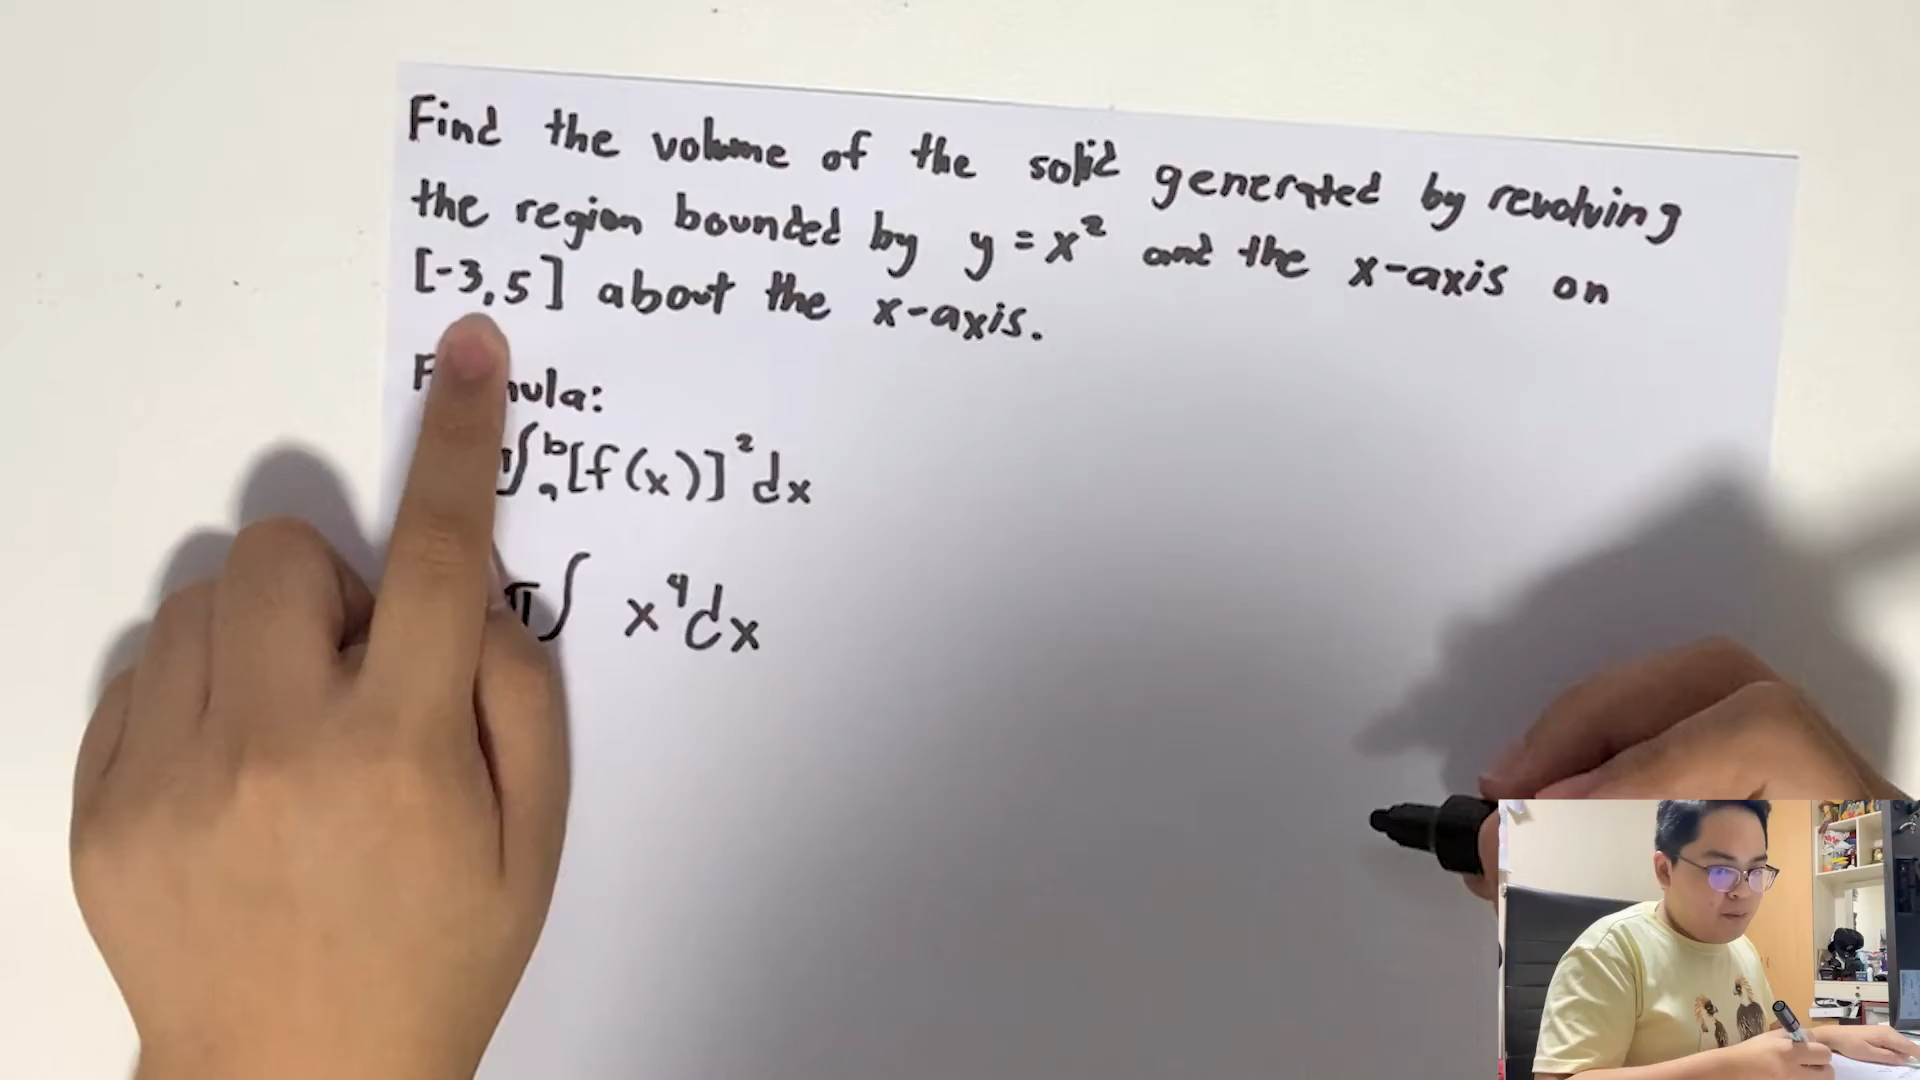 Find the volume of the solid generated by revolving
the region bounded by y = x² and the x-axis on
[-3, 5] about the x-axis.
∫ₐᵇ [f(x)]² dx
π∫ x⁴dx